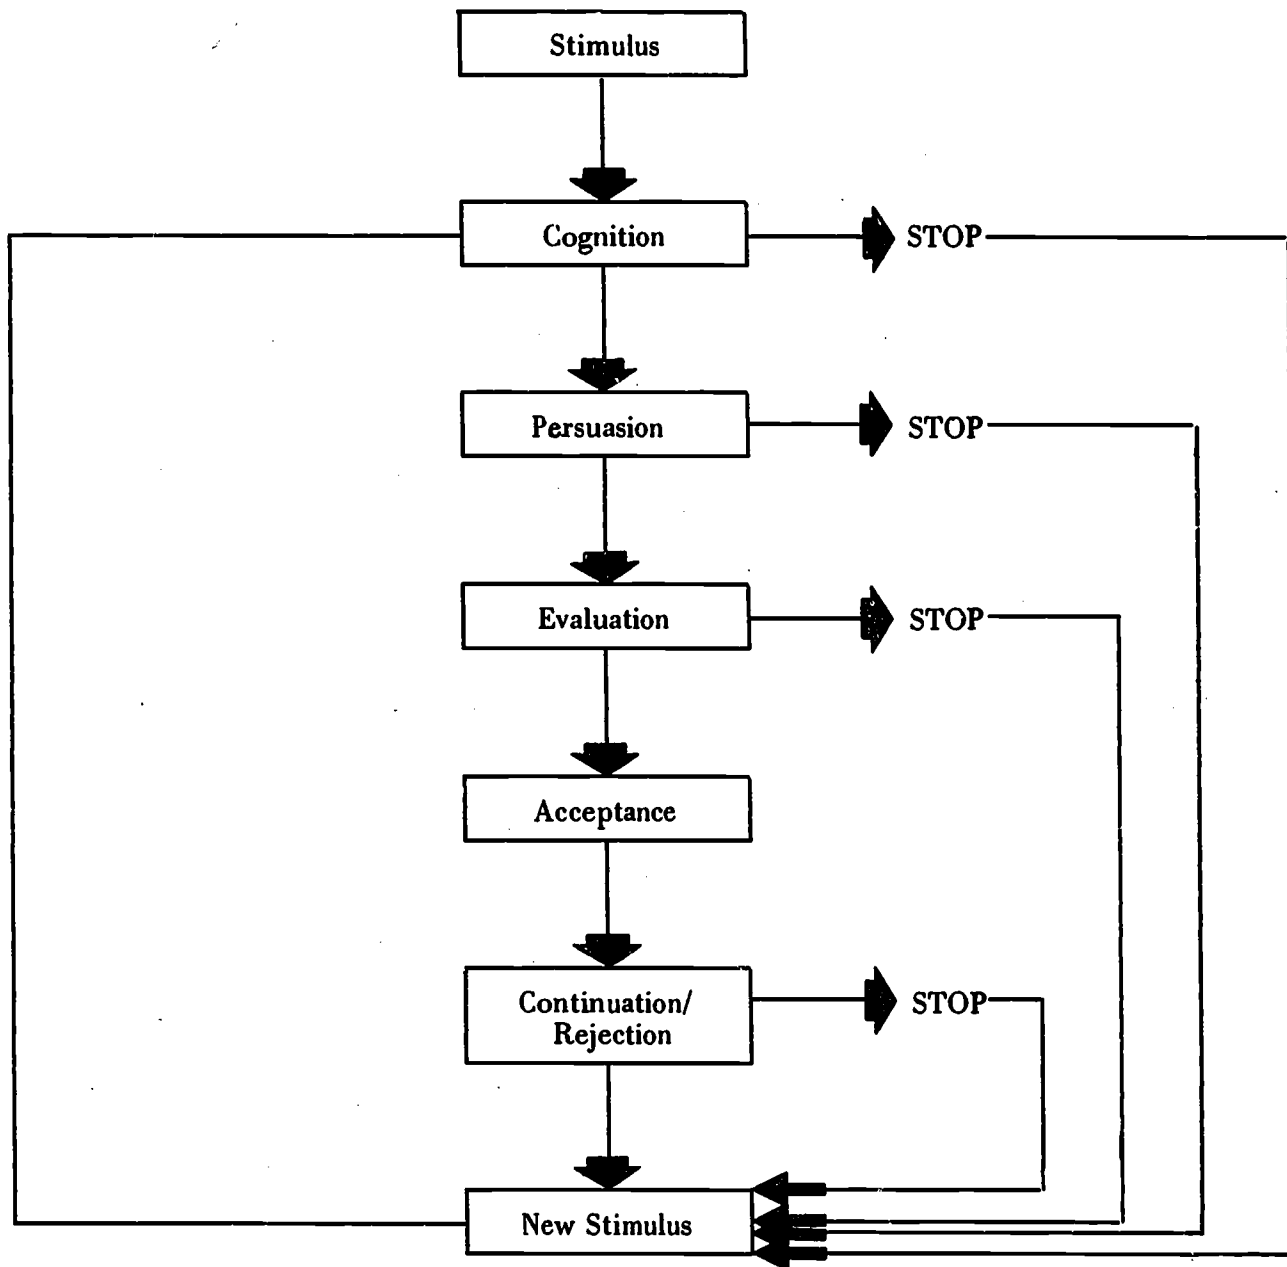 Stimulus
Cognition
STOP
Persuasion
STOP
Evaluation
STOP
Acceptance
Continuation/
Rejection
STOP
New Stimulus